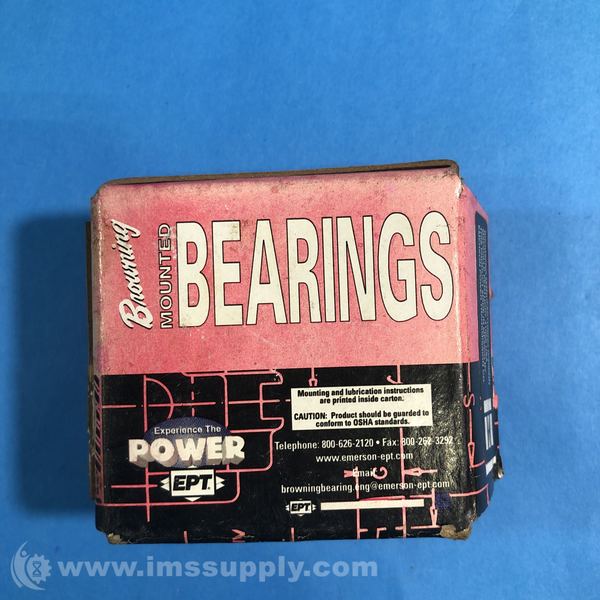 Browning
MOUNTED
BEARINGS
Mounting and lubrication instructions
are printed inside carton.
CAUTION: Product should be guarded to
conform to OSHA standards.
Experience The
POWER
EPT
Telephone: 800-626-2120 • Fax: 800-262-3292
www.emerson-ept.com
Email
browningbearing.eng@emerson-ept.com
EPT
www.imssupply.com